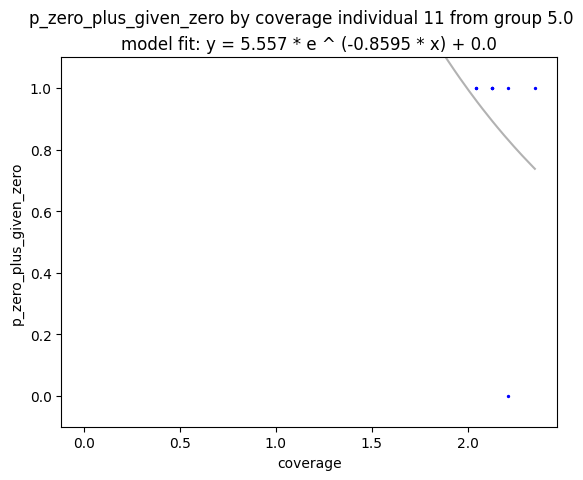 p_zero_plus_given_zero by coverage individual 11 from group 5.0
model fit: y = 5.557 * e ^ (-0.8595 * x) + 0.0
1.0
0.8
0.6
0.4
0.2
0.0
p_zero_plus_given_zero
0.0 0.5 1.0 1.5 2.0
coverage